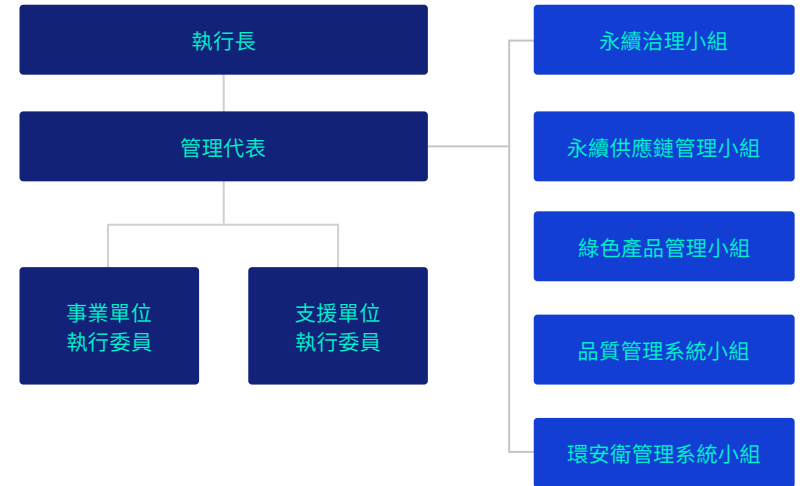 執行長
管理代表
事業單位
執行委員
支援單位
執行委員
永續治理小組
永續供應鏈管理小組
綠色產品管理小組
品質管理系統小組
環安衛管理系統小組